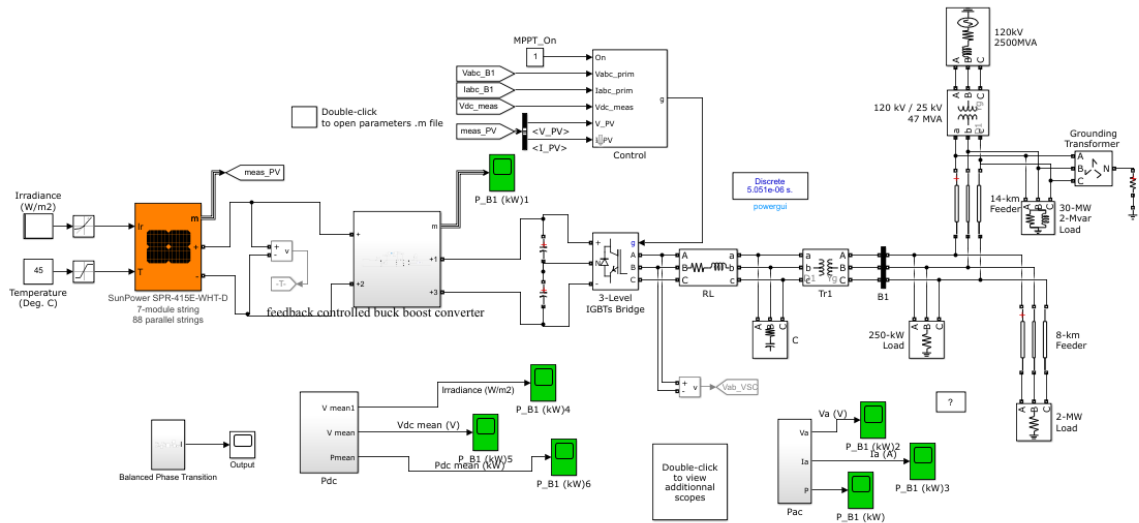 120kV
2500MVA
A B C
A B C
120 kV / 25 kV
47 MVA
a b c
MPPT_On
1
On
Vabc_B1
Vabc_prim
Iabc_B1
Iabc_prim
Vdc_meas
Vdc_meas
g
meas_PV
V_PV
<V_PV>
<I_PV>
Control
Double-click
to open parameters .m file
Grounding
Transformer
A
B
C
N
14-km
Feeder
A B C
30-MW
2-Mvar
Load
Discrete
5.051e-06 s.
powergui
meas_PV
P_B1 (kW)1
Irradiance
(W/m2)
Ir
m
+
T
-
45
Temperature
(Deg. C)
SunPower SPR-415E-WHT-D
7-module string
88 parallel strings
+
-
v
-T-
m
+
+1
+2
+3
feedback controlled buck boost converter
+
N
-
g
A
B
C
3-Level
IGBTs Bridge
A
B
C
a
b
c
RL
a
b
c
A
B
C
Tr1
B1
A B C
C
250-kW
Load
A B C
8-km
Feeder
A B C
2-MW
Load
+
-
v
Vab_VSC
?
V mean1
V mean
Pmean
Pdc
Irradiance (W/m2)
P_B1 (kW)4
Vdc mean (V)
P_B1 (kW)5
Pdc mean (kW)
P_B1 (kW)6
Balanced Phase Transition
Output
Double-click
to view
additionnal
scopes
Va
Ia
P
Pac
Va (V)
P_B1 (kW)2
Ia (A)
P_B1 (kW)3
P_B1 (kW)